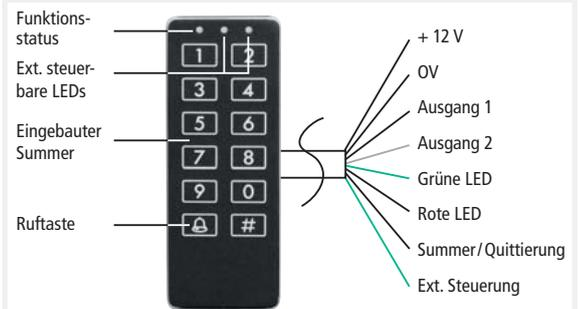 Funktions-
status
Ext. steuer-
bare LEDs
Eingebauter
Summer
Ruftaste
1 2
3 4
5 6
7 8
9 0
#
+ 12 V
0V
Ausgang 1
Ausgang 2
Grüne LED
Rote LED
Summer/Quittierung
Ext. Steuerung